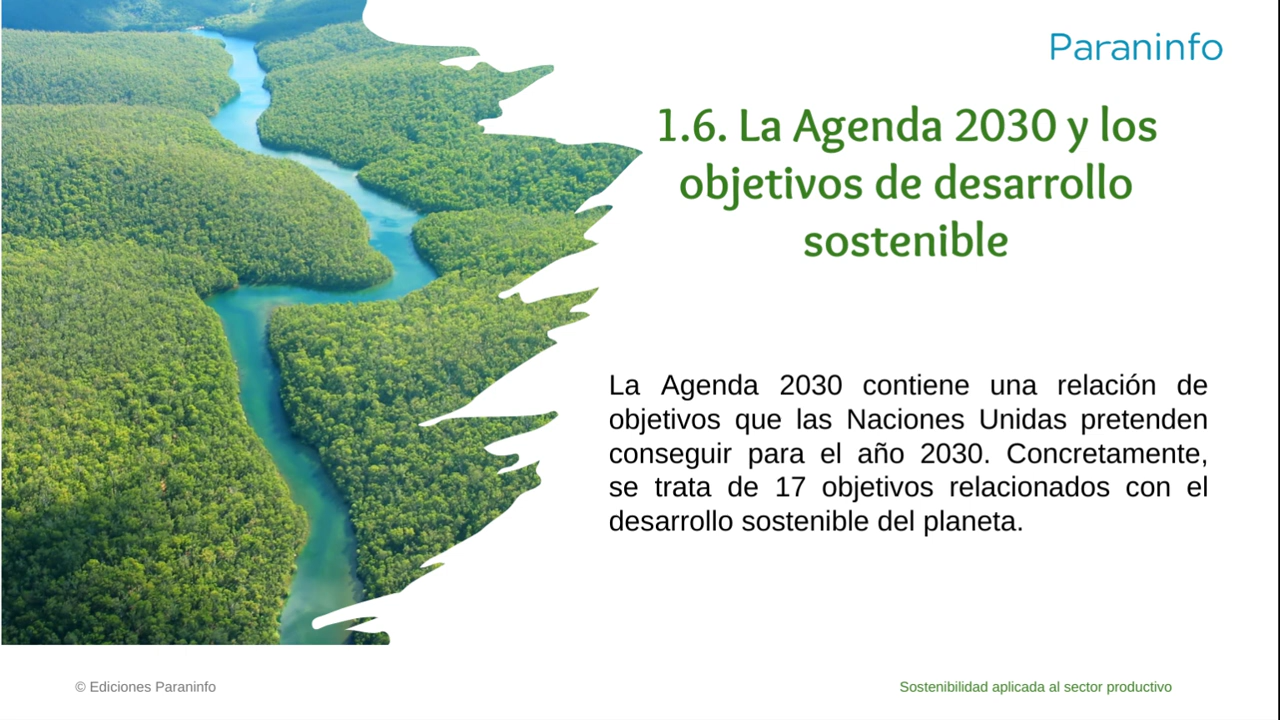 Paraninfo
1.6. La Agenda 2030 y los
objetivos de desarrollo
sostenible
La Agenda 2030 contiene una relación de
objetivos que las Naciones Unidas pretenden
conseguir para el año 2030. Concretamente,
se trata de 17 objetivos relacionados con el
desarrollo sostenible del planeta.
© Ediciones Paraninfo
Sostenibilidad aplicada al sector productivo